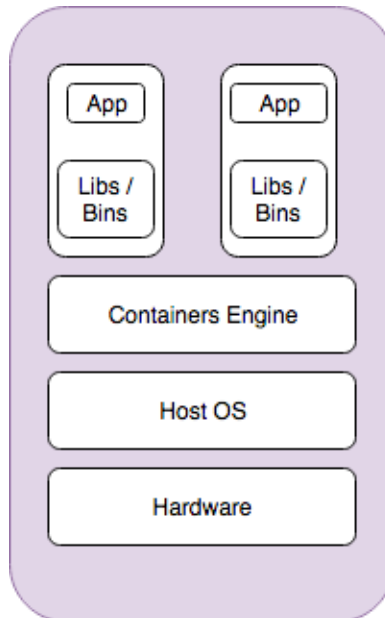 App
App
Libs /
Bins
Libs /
Bins
Containers Engine
Host OS
Hardware